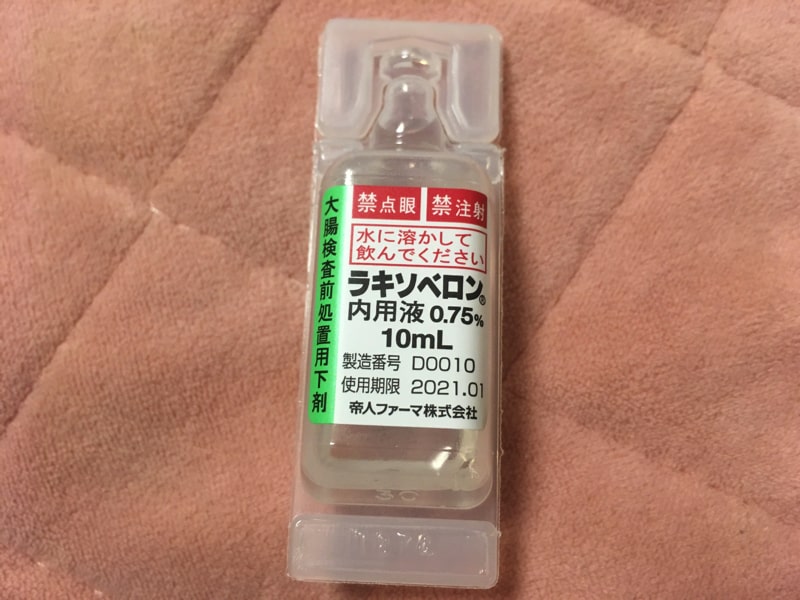 大腸検査前処置用下剤
禁点眼 禁注射
水に溶かして
飲んでください
ラキソベロン®
内用液 0.75%
10mL
製造番号 D0010
使用期限 2021.01
帝人ファーマ株式会社
3C